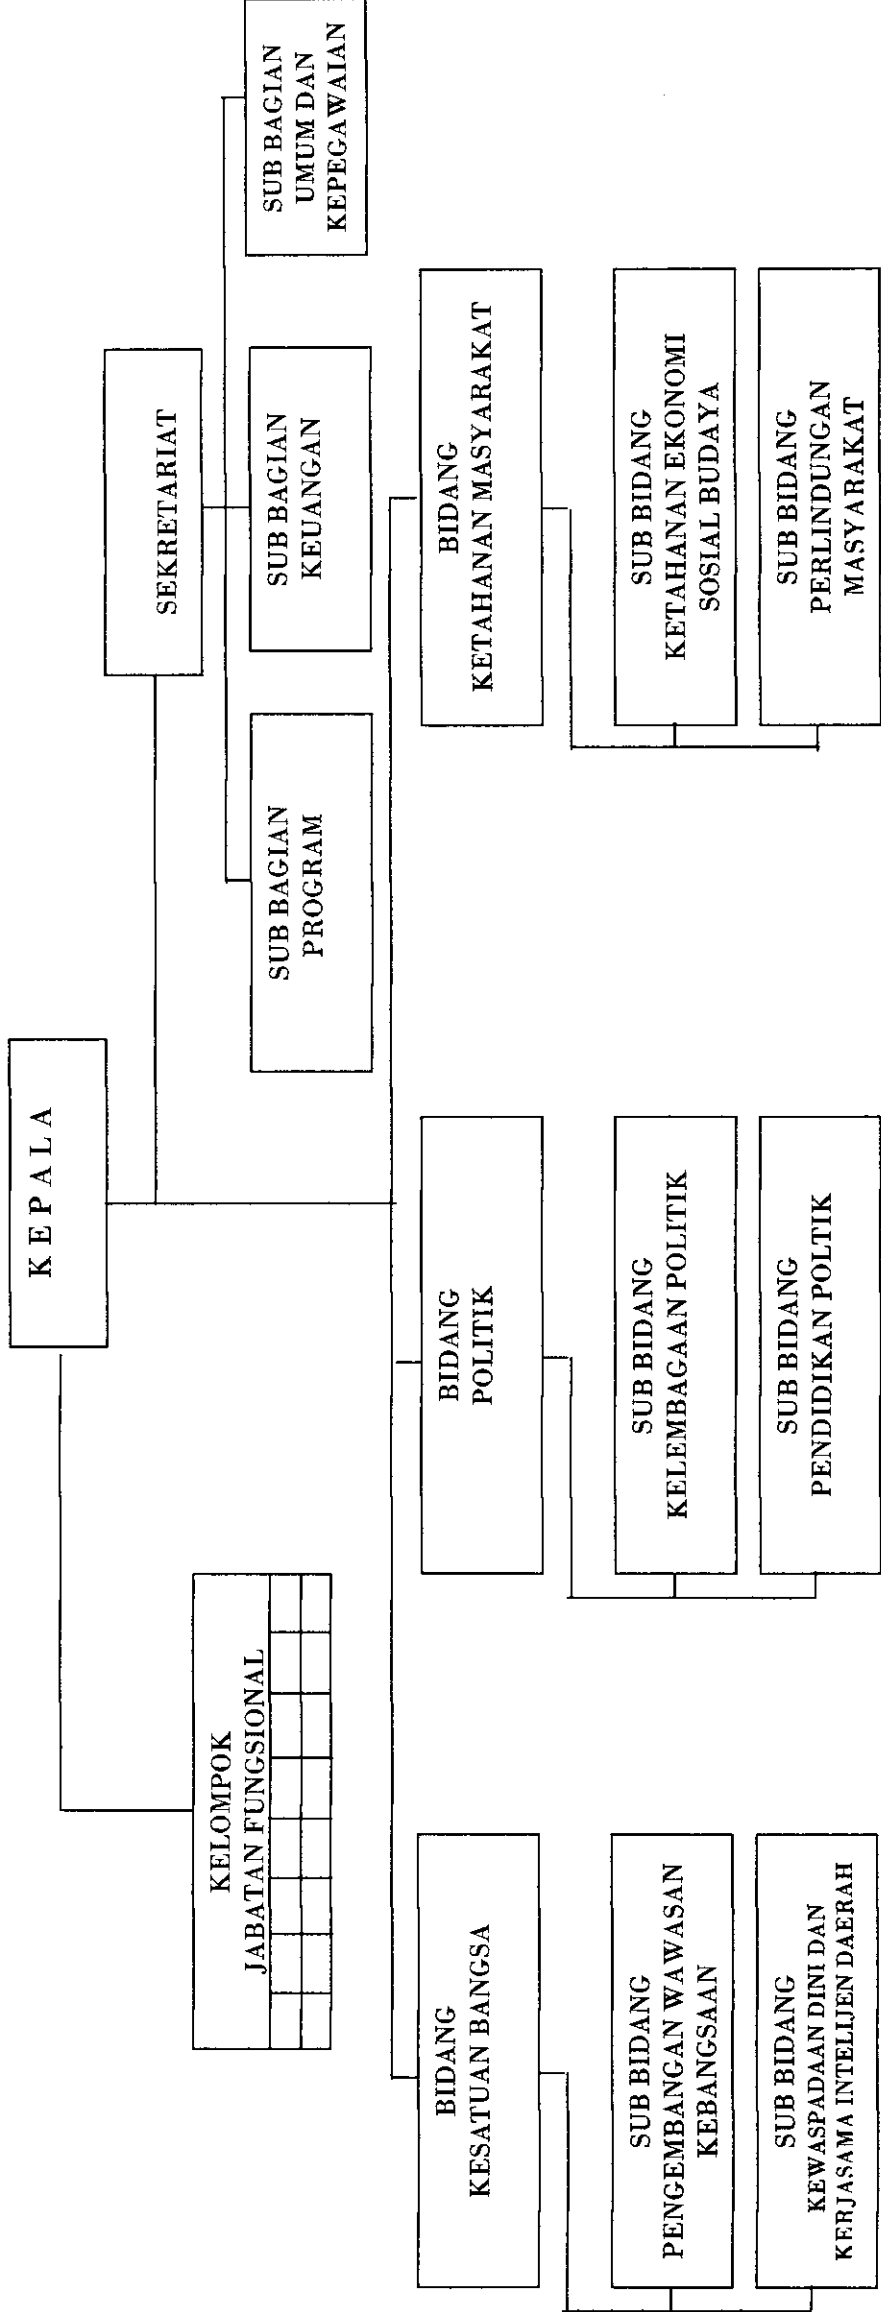 K E P A L A
SEKRETARIAT
KELOMPOK
JABATAN FUNGSIONAL
SUB BAGIAN
PROGRAM
SUB BAGIAN
KEUANGAN
SUB BAGIAN
UMUM DAN
KEPEGAWAIAN
BIDANG
KESATUAN BANGSA
BIDANG
POLITIK
BIDANG
KETAHANAN MASYARAKAT
SUB BIDANG
PENGEMBANGAN WAWASAN
KEBANGSAAN
SUB BIDANG
KELEMBAGAAN POLITIK
SUB BIDANG
KETAHANAN EKONOMI
SOSIAL BUDAYA
SUB BIDANG
KEWASPADAAN DINI DAN
KERJASAMA INTELIJEN DAERAH
SUB BIDANG
PENDIDIKAN POLTIK
SUB BIDANG
PERLINDUNGAN
MASYARAKAT